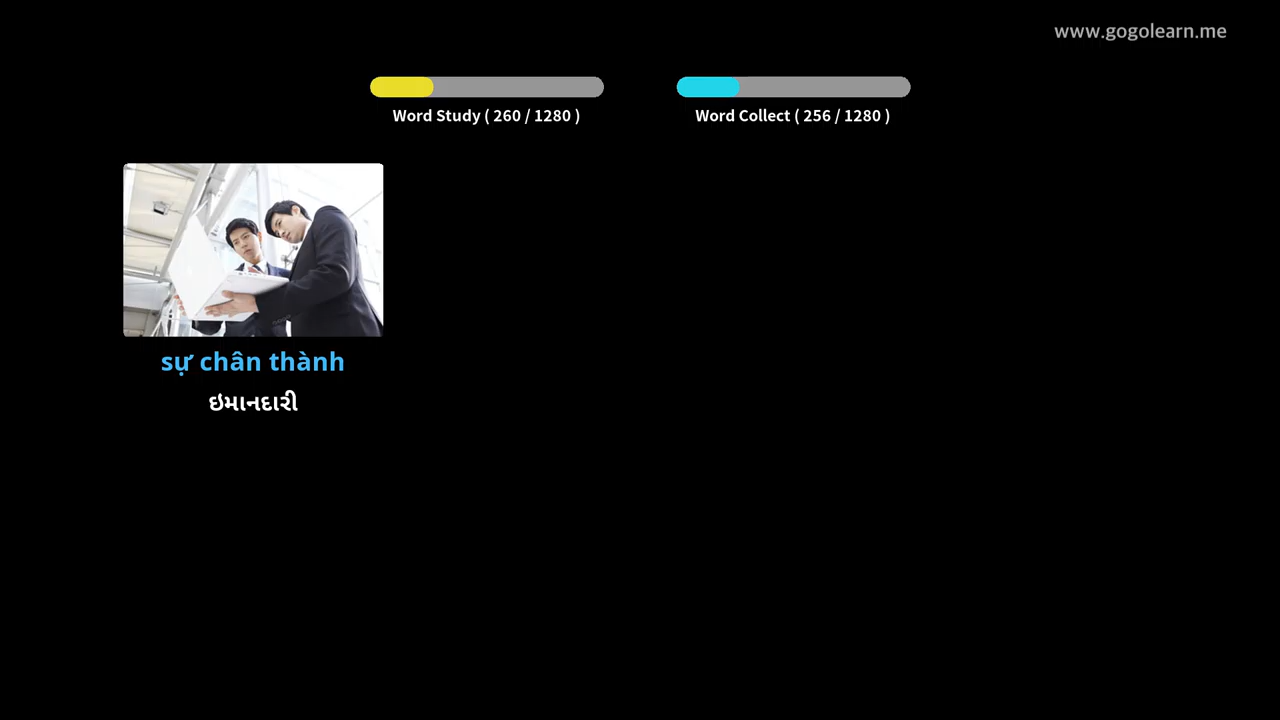 www.gogolearn.me
Word Study ( 260 / 1280 )
Word Collect ( 256 / 1280 )
sự chân thành
ઇમાનદારી